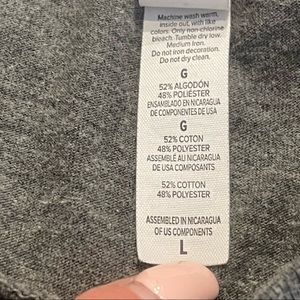 Machine wash warm,
inside out, with like
colors. Only non-chlorine
bleach. Tumble dry low.
Medium Iron.
Do not iron decoration.
Do not dry clean.
G
52% ALGODÓN
48% POLIÉSTER
ENSAMBLADO EN NICARAGUA
DE COMPONENTES DE USA
G
52% COTON
48% POLYESTER
ASSEMBLÉ AU NICARAGUA
DE USA COMPOSANTS
52% COTTON
48% POLYESTER
ASSEMBLED IN NICARAGUA
OF US COMPONENTS
L